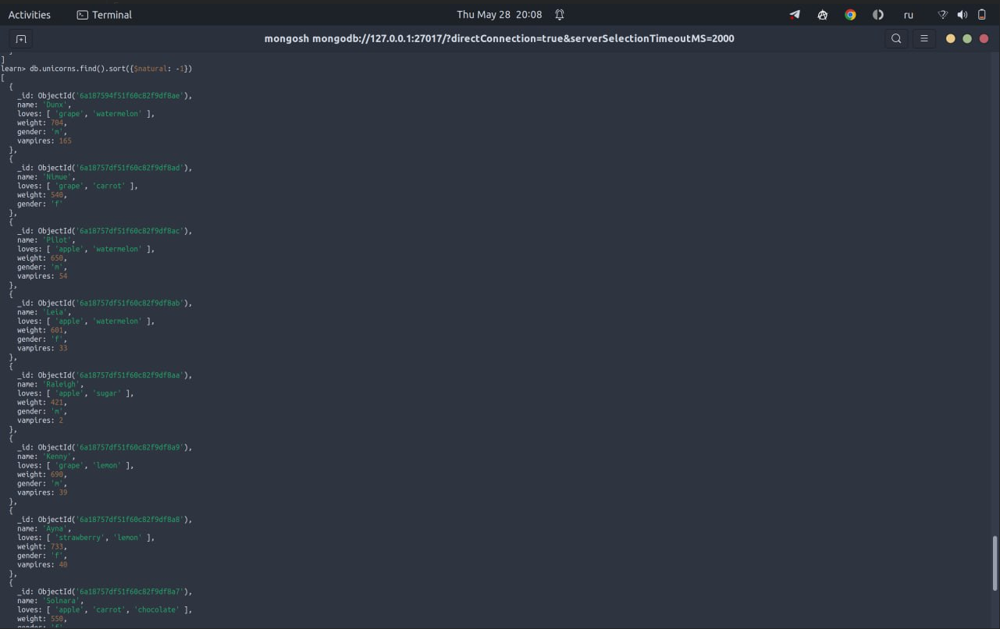 Activities Terminal Thu May 28 20:08 ru
mongosh mongodb://127.0.0.1:27017/?directConnection=true&serverSelectionTimeoutMS=2000
]
learn> db.unicorns.find().sort({$natural: -1})
[
{
_id: ObjectId('6a187594f51f60c82f9df8ae'),
name: 'Dunx',
loves: [ 'grape', 'watermelon' ],
weight: 704,
gender: 'm',
vampires: 165
},
{
_id: ObjectId('6a18757df51f60c82f9df8ad'),
name: 'Nimue',
loves: [ 'grape', 'carrot' ],
weight: 540,
gender: 'f'
},
{
_id: ObjectId('6a18757df51f60c82f9df8ac'),
name: 'Pilot',
loves: [ 'apple', 'watermelon' ],
weight: 650,
gender: 'm',
vampires: 54
},
{
_id: ObjectId('6a18757df51f60c82f9df8ab'),
name: 'Leia',
loves: [ 'apple', 'watermelon' ],
weight: 601,
gender: 'f',
vampires: 33
},
{
_id: ObjectId('6a18757df51f60c82f9df8aa'),
name: 'Raleigh',
loves: [ 'apple', 'sugar' ],
weight: 421,
gender: 'm',
vampires: 2
},
{
_id: ObjectId('6a18757df51f60c82f9df8a9'),
name: 'Kenny',
loves: [ 'grape', 'lemon' ],
weight: 690,
gender: 'm',
vampires: 39
},
{
_id: ObjectId('6a18757df51f60c82f9df8a8'),
name: 'Ayna',
loves: [ 'strawberry', 'lemon' ],
weight: 733,
gender: 'f',
vampires: 40
},
{
_id: ObjectId('6a18757df51f60c82f9df8a7'),
name: 'Solnara',
loves: [ 'apple', 'carrot', 'chocolate' ],
weight: 550,
gender: 'f'